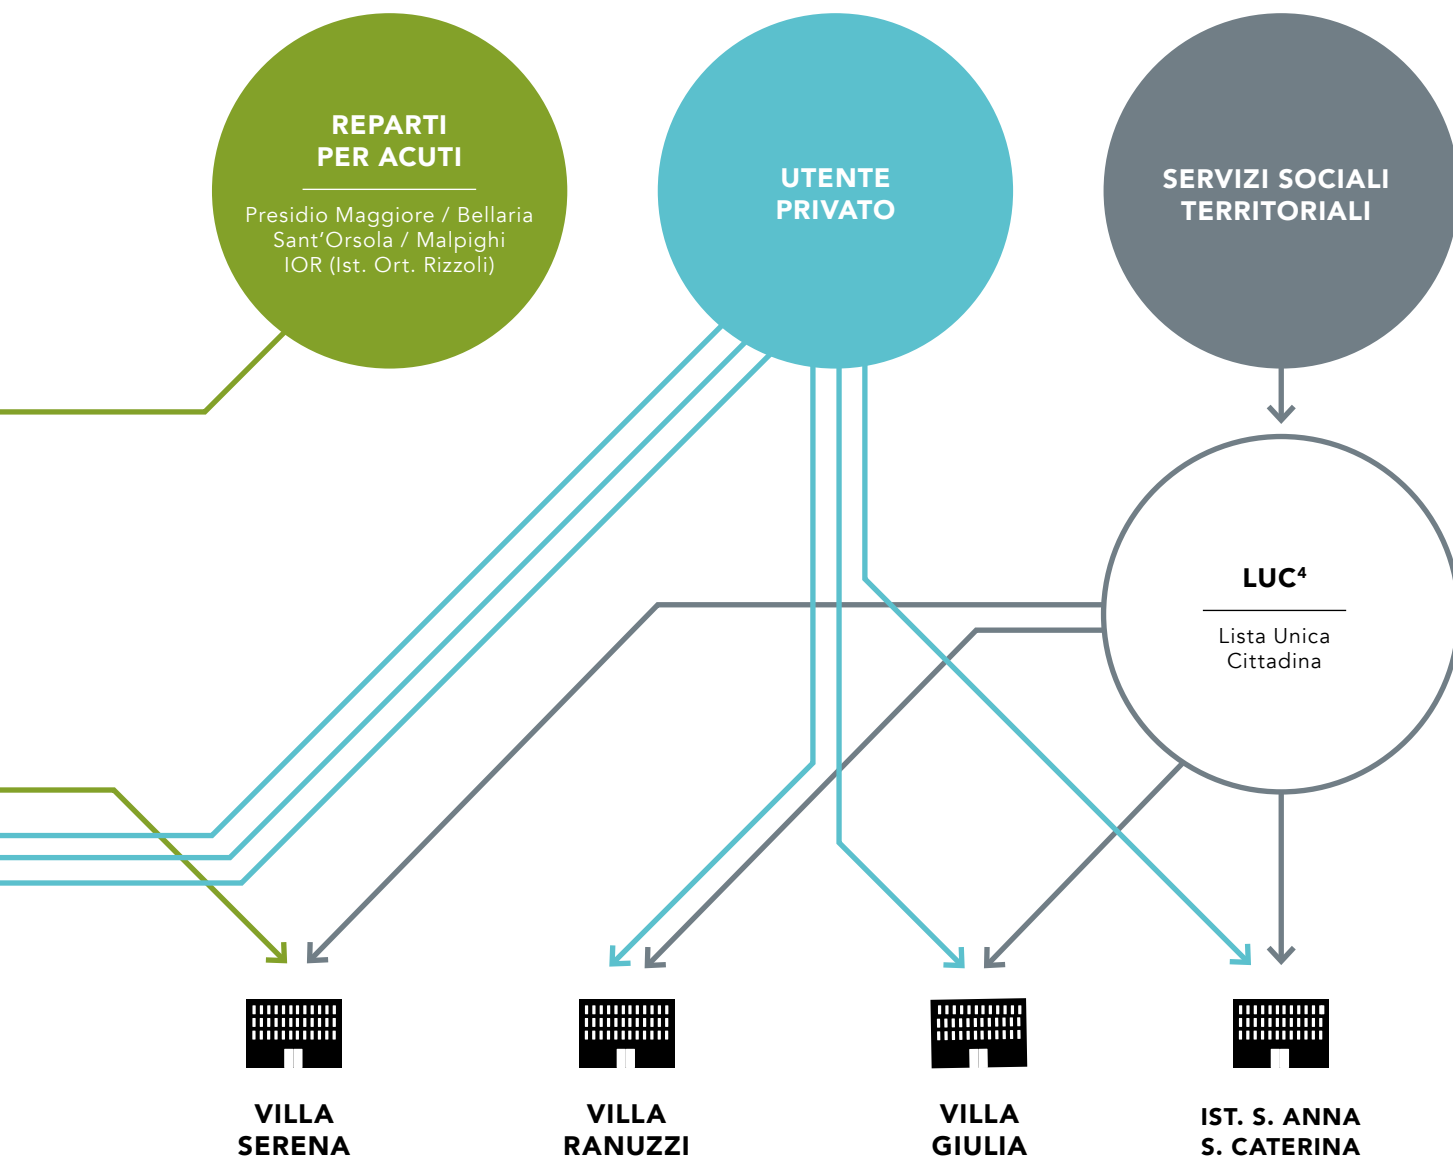 REPARTI
PER ACUTI
Presidio Maggiore / Bellaria
Sant’Orsola / Malpighi
IOR (Ist. Ort. Rizzoli)
UTENTE
PRIVATO
SERVIZI SOCIALI
TERRITORIALI
LUC⁴
Lista Unica
Cittadina
VILLA
SERENA
VILLA
RANUZZI
VILLA
GIULIA
IST. S. ANNA
S. CATERINA